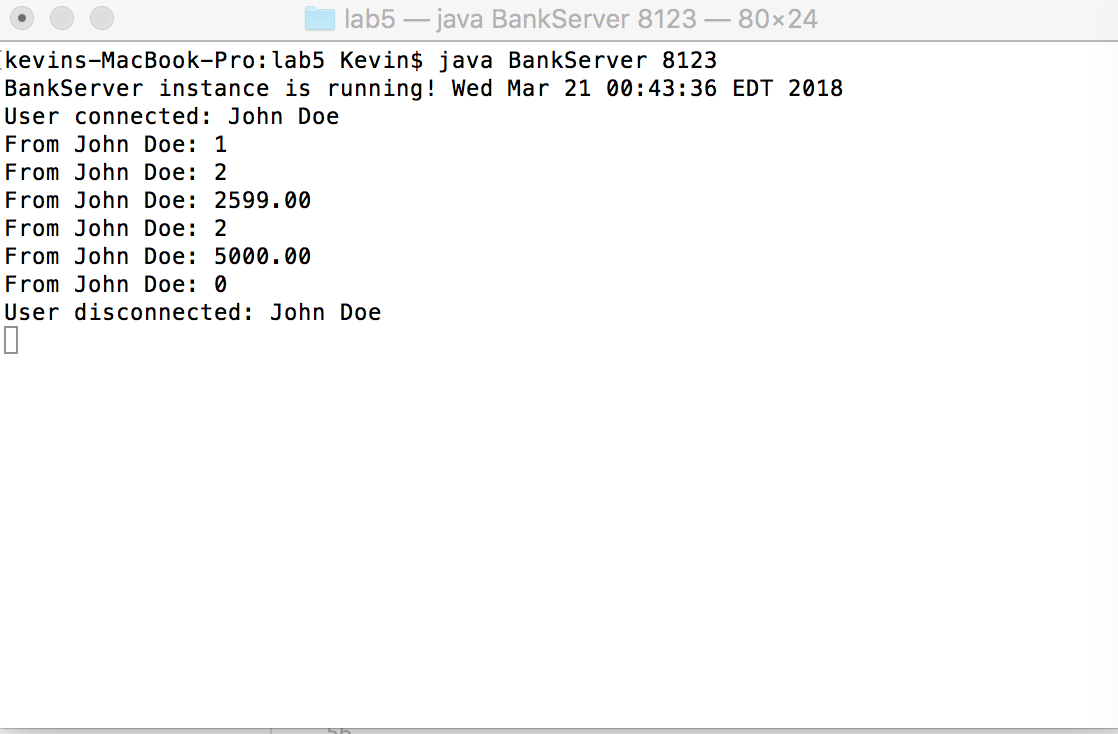 lab5 — java BankServer 8123 — 80×24
kevins-MacBook-Pro:lab5 Kevin$ java BankServer 8123
BankServer instance is running! Wed Mar 21 00:43:36 EDT 2018
User connected: John Doe
From John Doe: 1
From John Doe: 2
From John Doe: 2599.00
From John Doe: 2
From John Doe: 5000.00
From John Doe: 0
User disconnected: John Doe